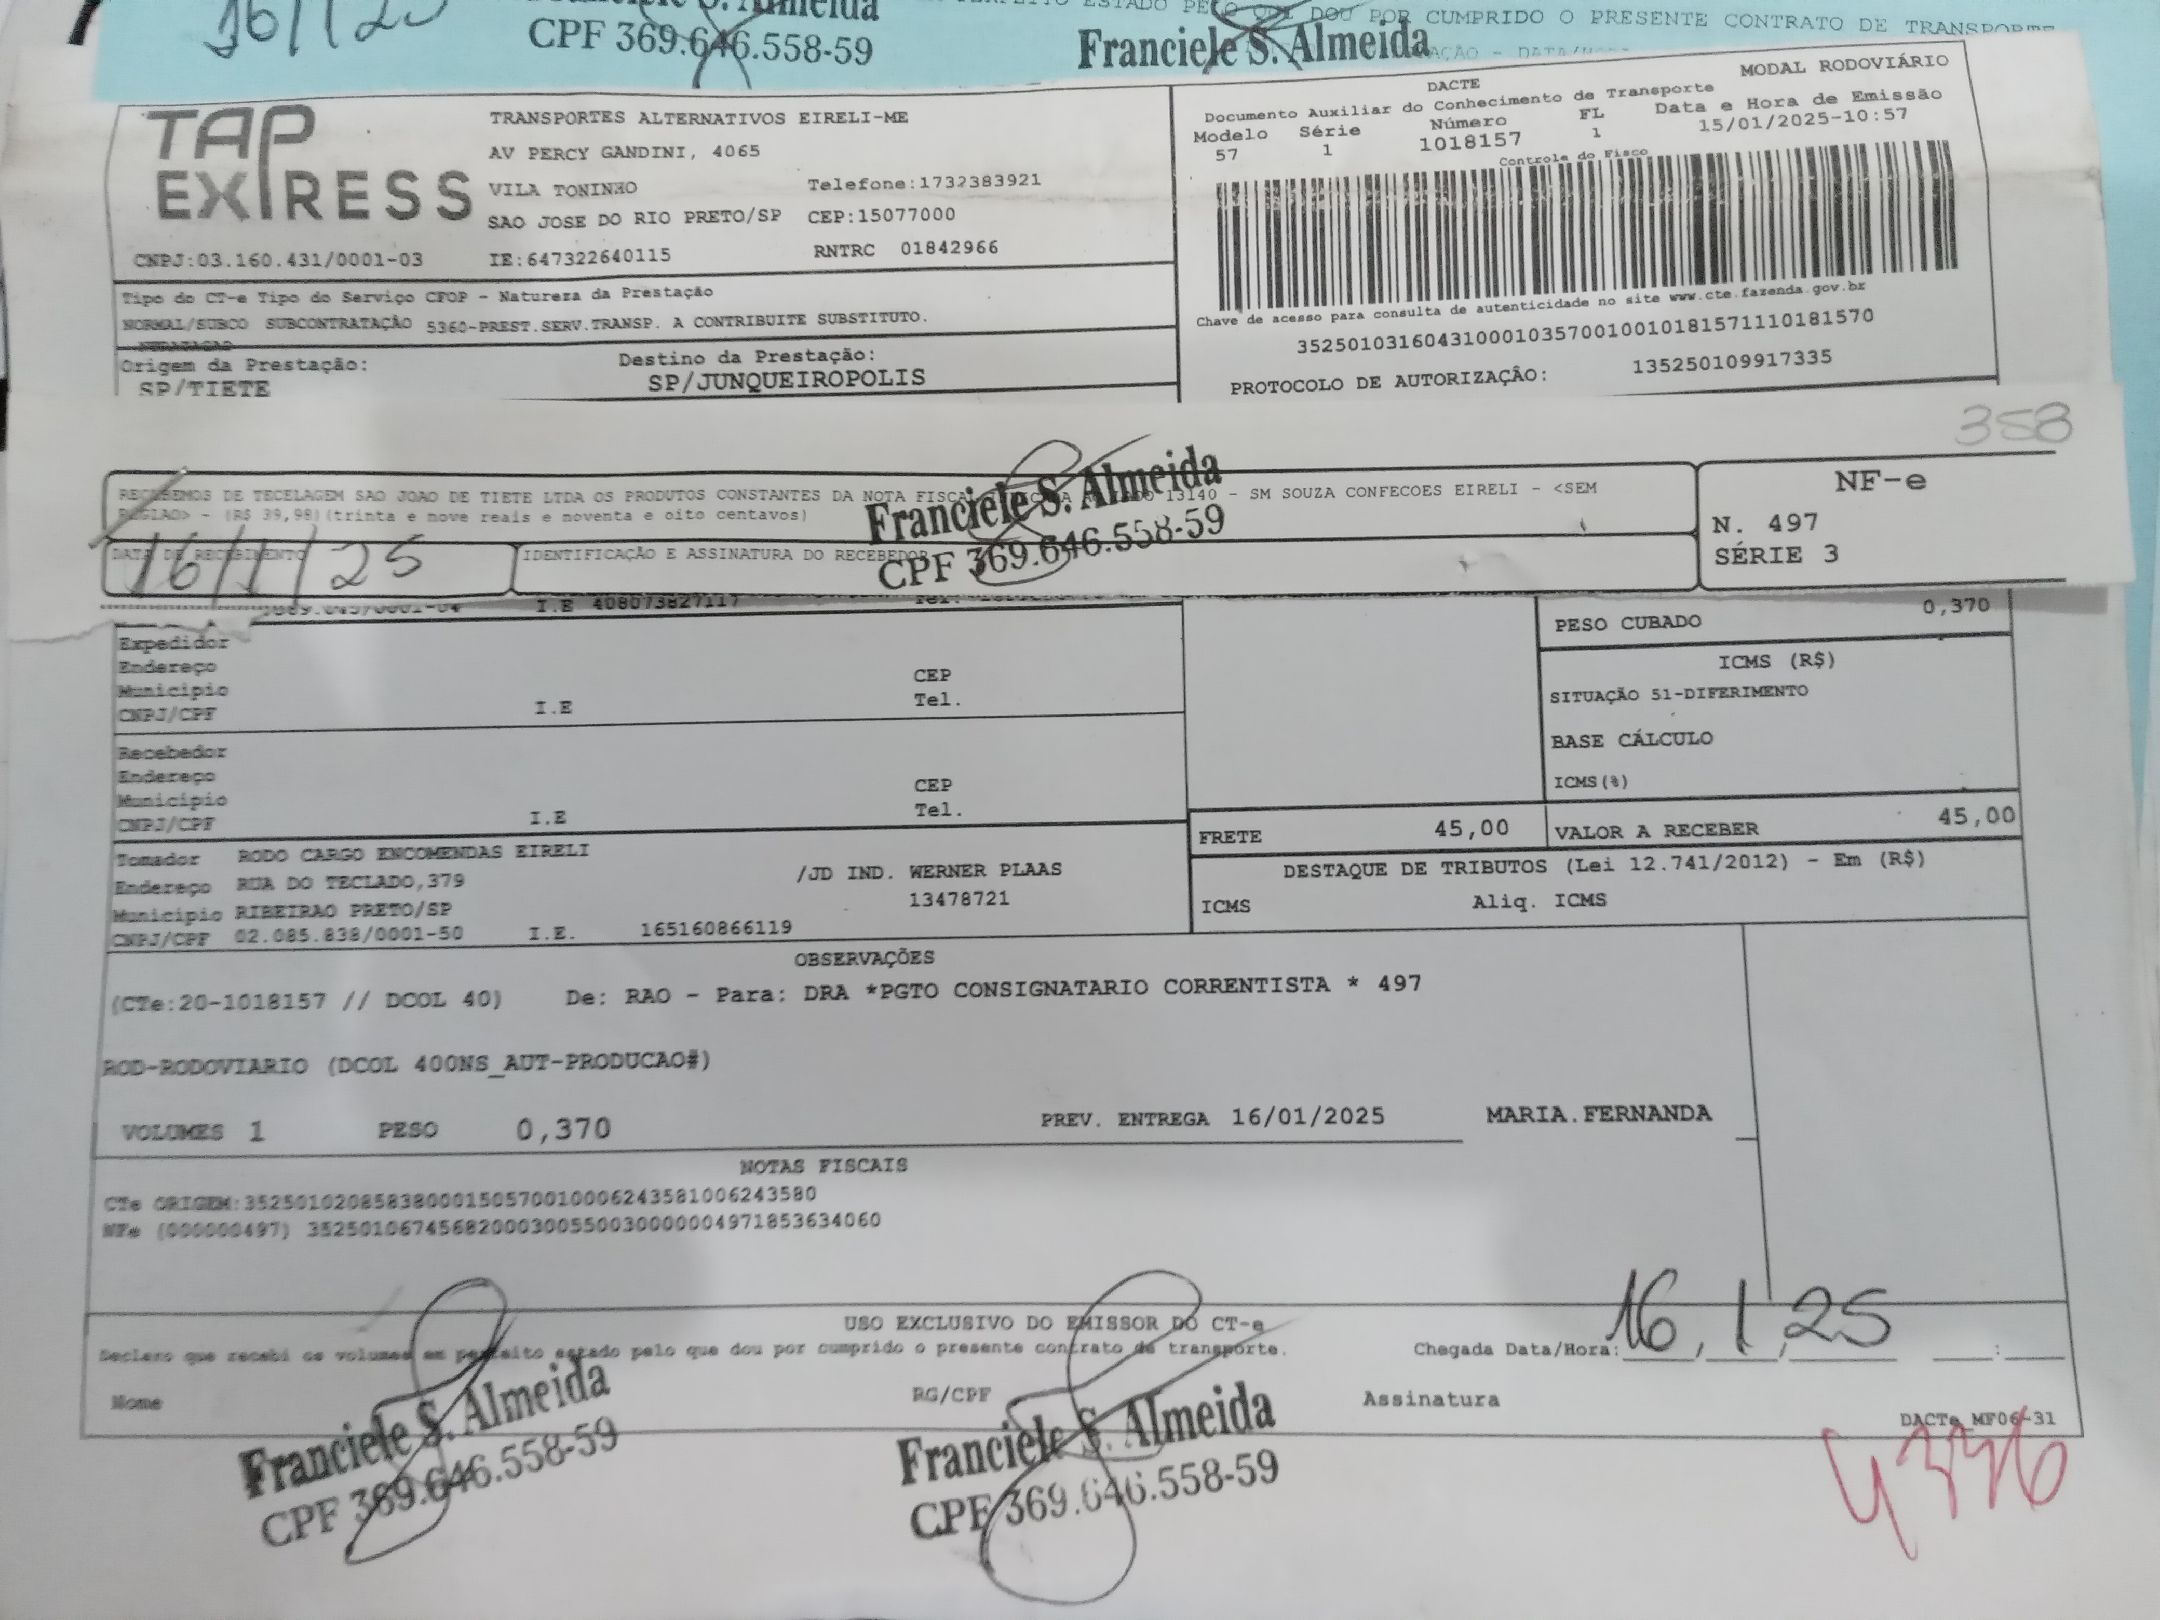 16/1/25
Franciele S. Almeida
CPF 369.646.558-59
ESTADO PELO QUE DOU POR CUMPRIDO O PRESENTE CONTRATO DE TRANSPORTE
Franciele S. Almeida
TAP EXPRESS
TRANSPORTES ALTERNATIVOS EIRELI-ME
AV PERCY GANDINI, 4065
VILA TONINHO Telefone:1732383921
SAO JOSE DO RIO PRETO/SP CEP:15077000
CNPJ:03.160.431/0001-03 IE:647322640115 RNTRC 01842966
DACTE MODAL RODOVIÁRIO
Documento Auxiliar do Conhecimento de Transporte
Modelo Série Número FL Data e Hora de Emissão
57 1 1018157 1 15/01/2025-10:57
Controle do Fisco
Chave de acesso para consulta de autenticidade no site www.cte.fazenda.gov.br
35250103160431000103570010010181571110181570
PROTOCOLO DE AUTORIZAÇÃO: 135250109917335
Tipo do CT-e Tipo do Serviço CFOP - Natureza da Prestação
NORMAL/SUBCO SUBCONTRATAÇÃO 5360-PREST.SERV.TRANSP. A CONTRIBUITE SUBSTITUTO.
Origem da Prestação: Destino da Prestação:
SP/TIETE SP/JUNQUEIROPOLIS
358
RECEBEMOS DE TECELAGEM SAO JOAO DE TIETE LTDA OS PRODUTOS CONSTANTES DA NOTA FISCAL 13140 - SM SOUZA CONFECOES EIRELI - <SEM
REGIAO> - (R$ 39,98)(trinta e nove reais e noventa e oito centavos)
Franciele S. Almeida
CPF 369.646.558-59
DATA DE RECEBIMENTO
16/1/25
IDENTIFICAÇÃO E ASSINATURA DO RECEBEDOR
NF-e
N. 497
SÉRIE 3
I.E 408073827117
Expedidor
Endereço CEP
Município Tel.
CNPJ/CPF I.E
Recebedor
Endereço CEP
Município Tel.
CNPJ/CPF I.E
PESO CUBADO 0,370
ICMS (R$)
SITUAÇÃO 51-DIFERIMENTO
BASE CÁLCULO
ICMS(%)
FRETE 45,00 VALOR A RECEBER 45,00
Tomador RODO CARGO ENCOMENDAS EIRELI
Endereço RUA DO TECLADO,379 /JD IND. WERNER PLAAS
Município RIBEIRAO PRETO/SP 13478721
CNPJ/CPF 02.085.838/0001-50 I.E. 165160866119
DESTAQUE DE TRIBUTOS (Lei 12.741/2012) - Em (R$)
ICMS Aliq. ICMS
OBSERVAÇÕES
(CTe:20-1018157 // DCOL 40) De: RAO - Para: DRA *PGTO CONSIGNATARIO CORRENTISTA * 497
ROD-RODOVIARIO (DCOL 400NS_AUT-PRODUCAO#)
VOLUMES 1 PESO 0,370 PREV. ENTREGA 16/01/2025 MARIA.FERNANDA
NOTAS FISCAIS
CTe ORIGEM:35250102085838000150570010006243581006243580
NFe (000000497) 35250106745682000300550030000004971853634060
USO EXCLUSIVO DO EMISSOR DO CT-e
Declaro que recebi os volumes em perfeito estado pelo que dou por cumprido o presente contrato de transporte.
Chegada Data/Hora: 16/1/25 :
Nome RG/CPF Assinatura
Franciele S. Almeida
CPF 369.646.558-59
Franciele S. Almeida
CPF 369.646.558-59
DACTe MF06-31